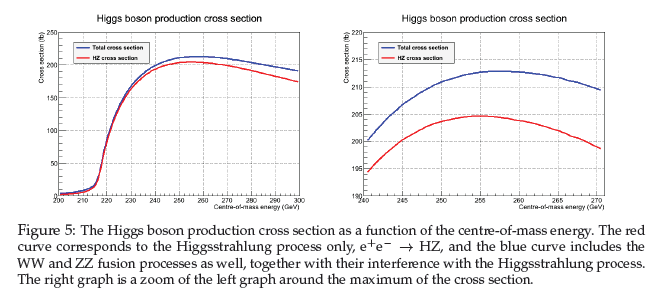 Higgs boson production cross section
Cross section (fb)
250
200
150
100
50
0
Total cross section
HZ cross section
200 210 220 230 240 250 260 270 280 290 300
Centre-of-mass energy (GeV)
Higgs boson production cross section
Cross section (fb)
220
215
210
205
200
195
190
Total cross section
HZ cross section
240 245 250 255 260 265 270
Centre-of-mass energy (GeV)
Figure 5: The Higgs boson production cross section as a function of the centre-of-mass energy. The red
curve corresponds to the Higgsstrahlung process only, e⁺e⁻ → HZ, and the blue curve includes the
WW and ZZ fusion processes as well, together with their interference with the Higgsstrahlung process.
The right graph is a zoom of the left graph around the maximum of the cross section.